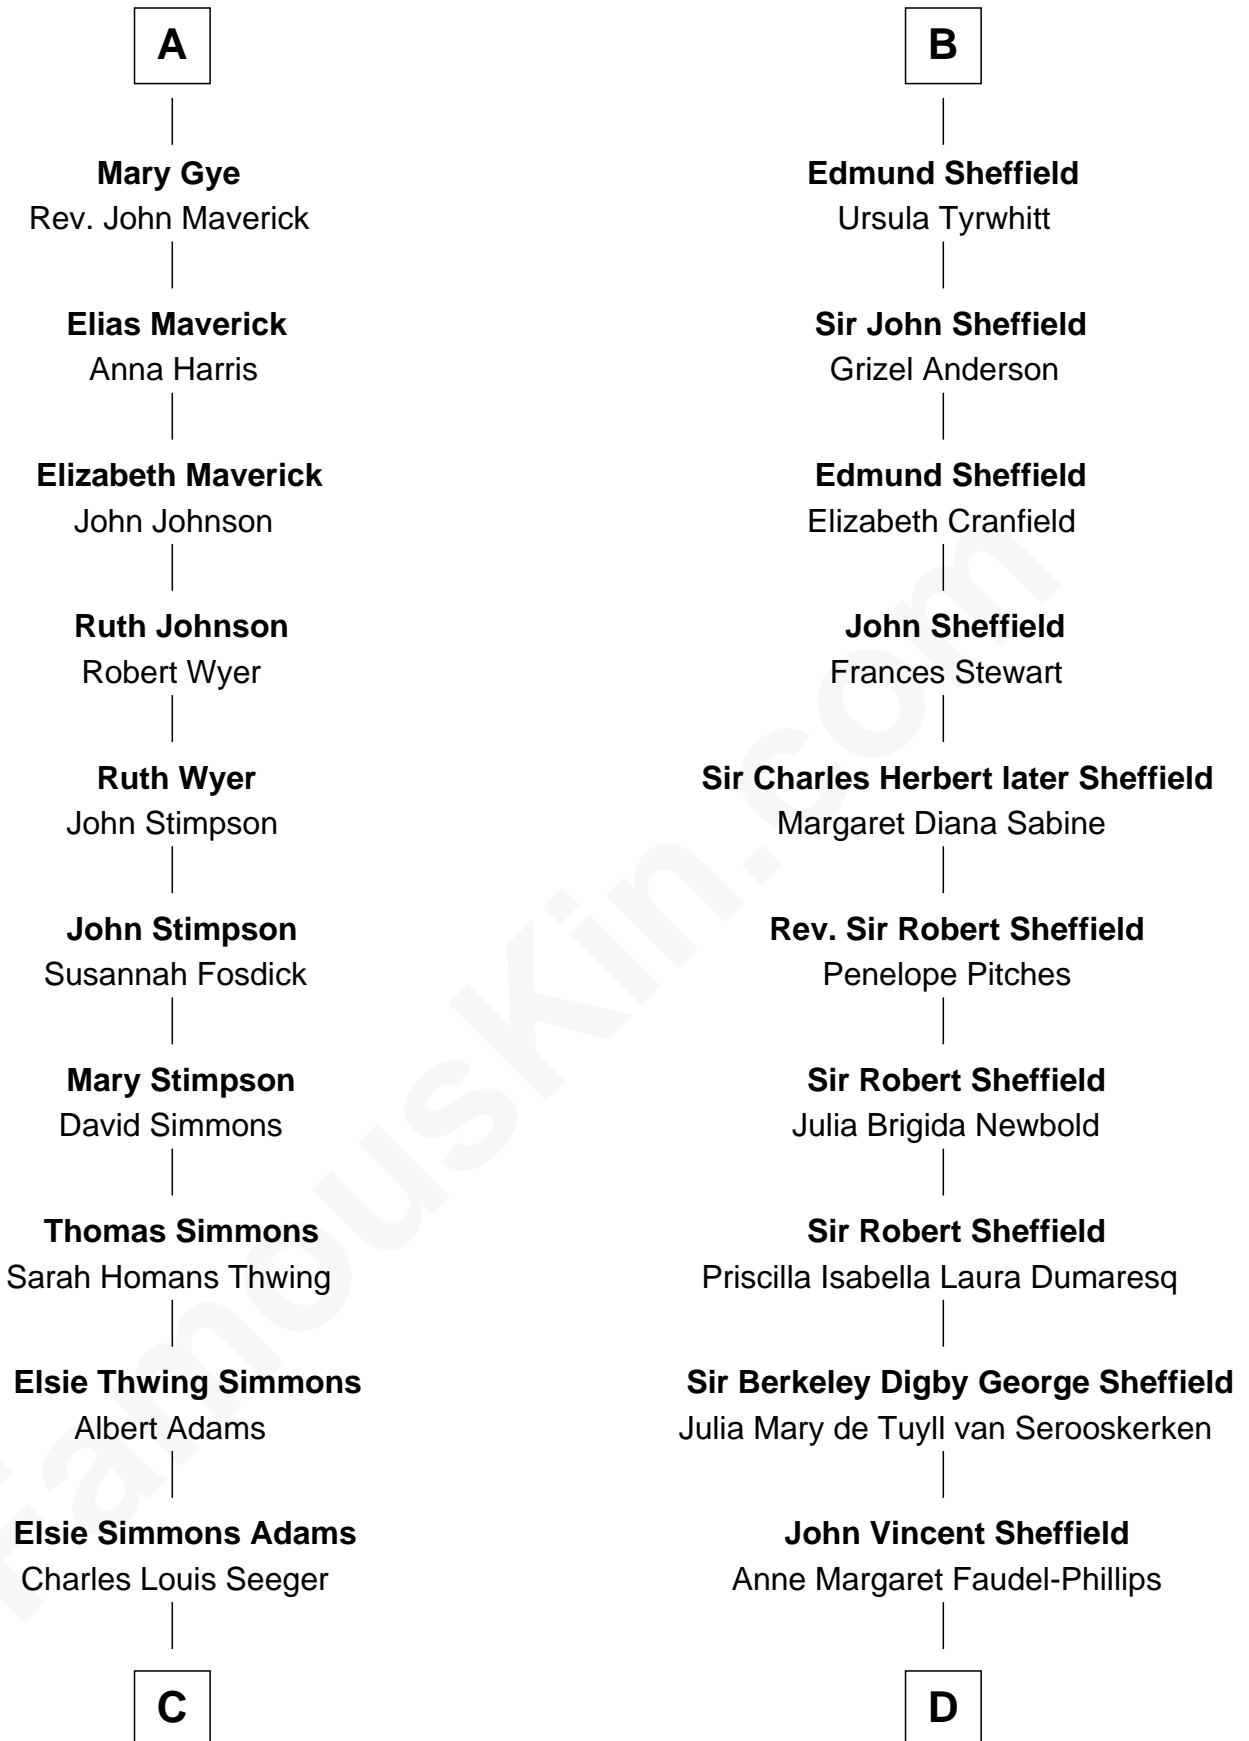 A
Mary Gye
Rev. John Maverick
Elias Maverick
Anna Harris
Elizabeth Maverick
John Johnson
Ruth Johnson
Robert Wyer
Ruth Wyer
John Stimpson
John Stimpson
Susannah Fosdick
Mary Stimpson
David Simmons
Thomas Simmons
Sarah Homans Thwing
Elsie Thwing Simmons
Albert Adams
Elsie Simmons Adams
Charles Louis Seeger
C
B
Edmund Sheffield
Ursula Tyrwhitt
Sir John Sheffield
Grizel Anderson
Edmund Sheffield
Elizabeth Cranfield
John Sheffield
Frances Stewart
Sir Charles Herbert later Sheffield
Margaret Diana Sabine
Rev. Sir Robert Sheffield
Penelope Pitches
Sir Robert Sheffield
Julia Brigida Newbold
Sir Robert Sheffield
Priscilla Isabella Laura Dumaresq
Sir Berkeley Digby George Sheffield
Julia Mary de Tuyll van Serooskerken
John Vincent Sheffield
Anne Margaret Faudel-Phillips
D
FamousKin.com